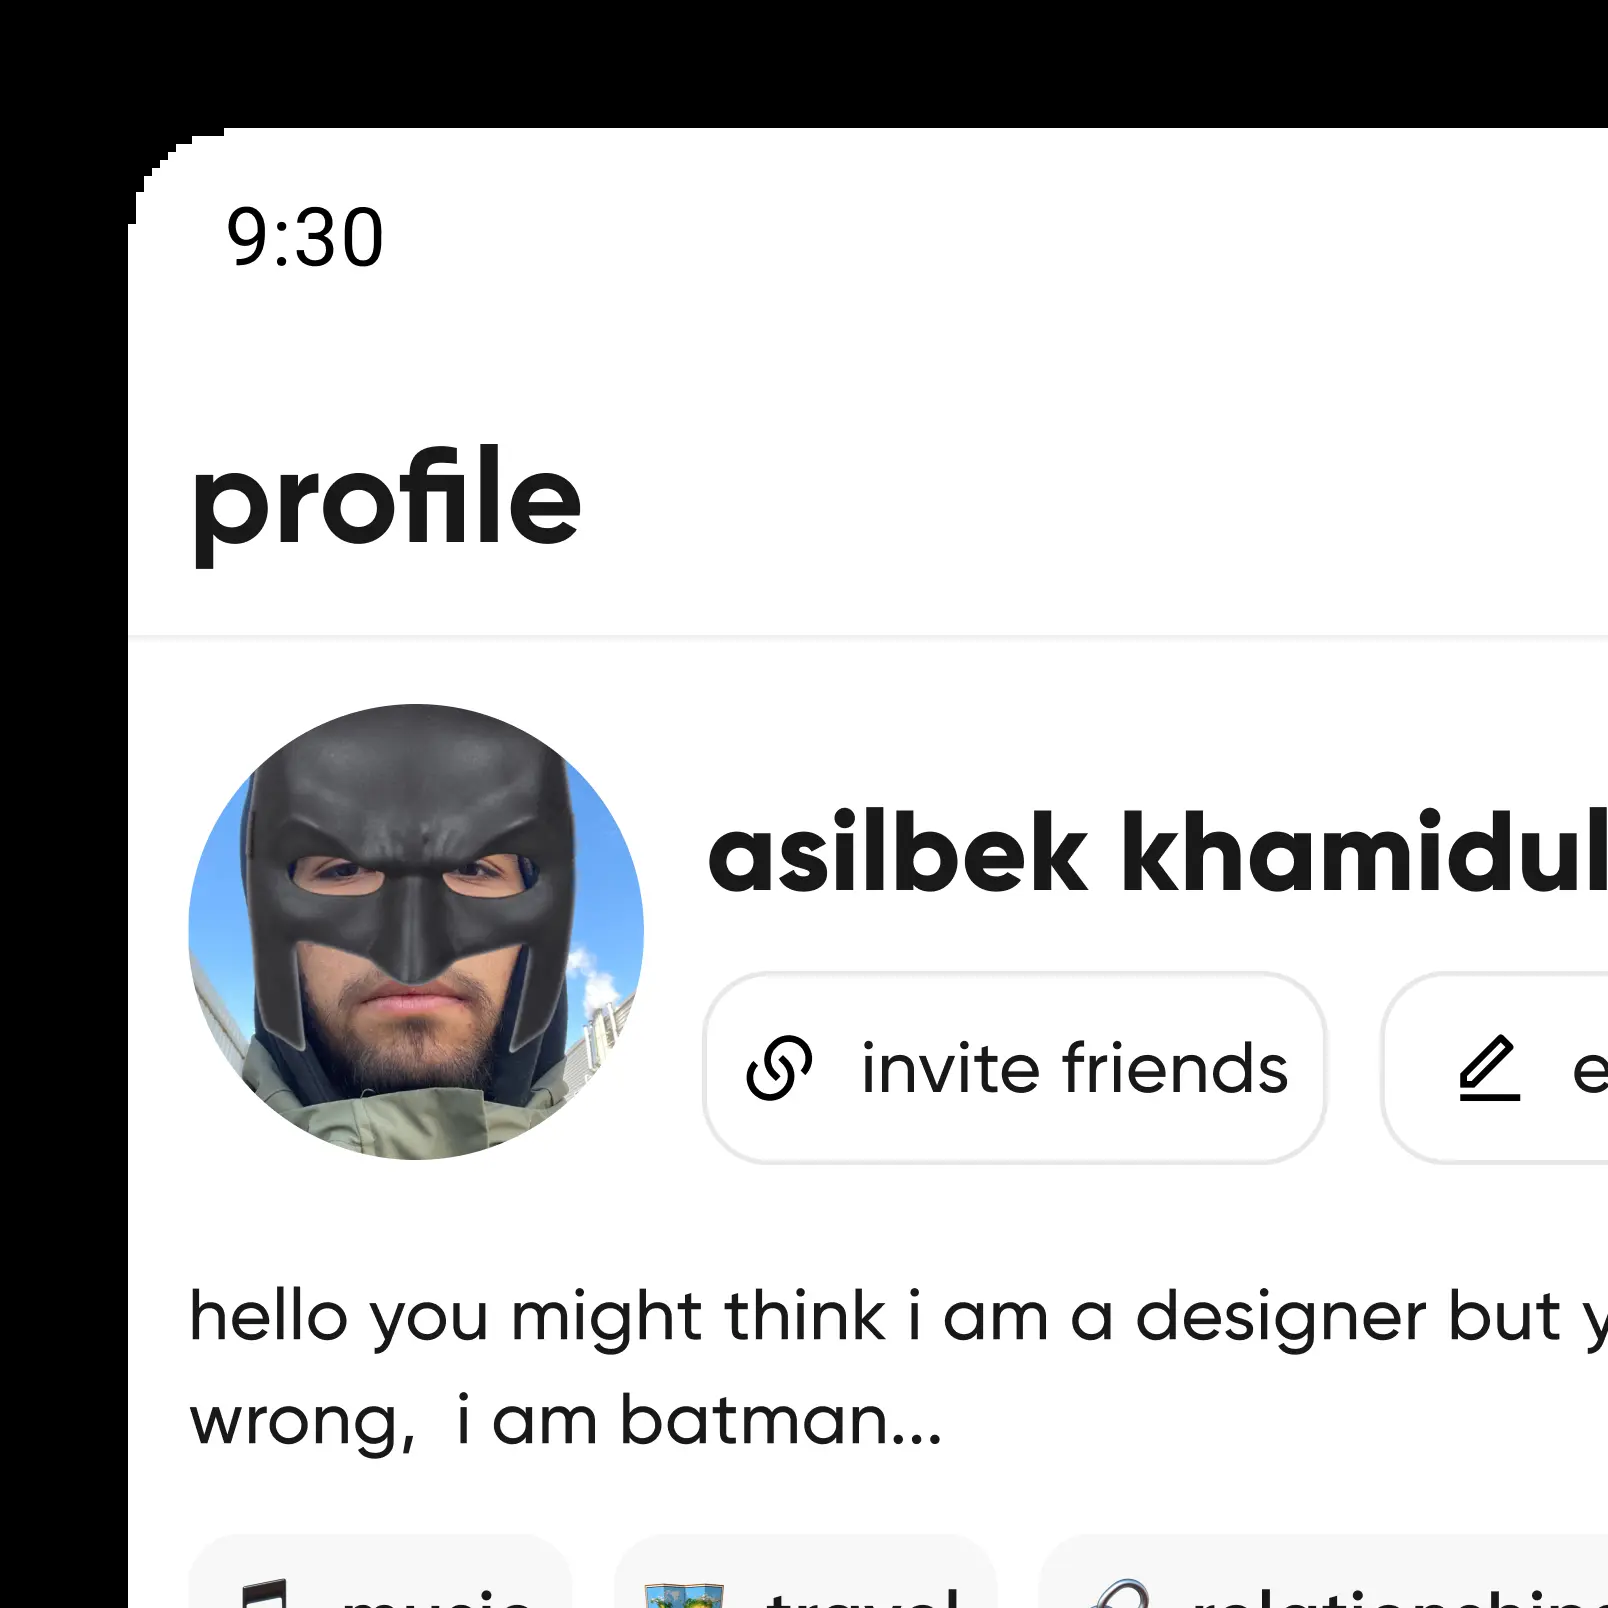 9:30
profile
asilbek khamidul
invite friends
hello you might think i am a designer but y
wrong,  i am batman...
music travel relationship